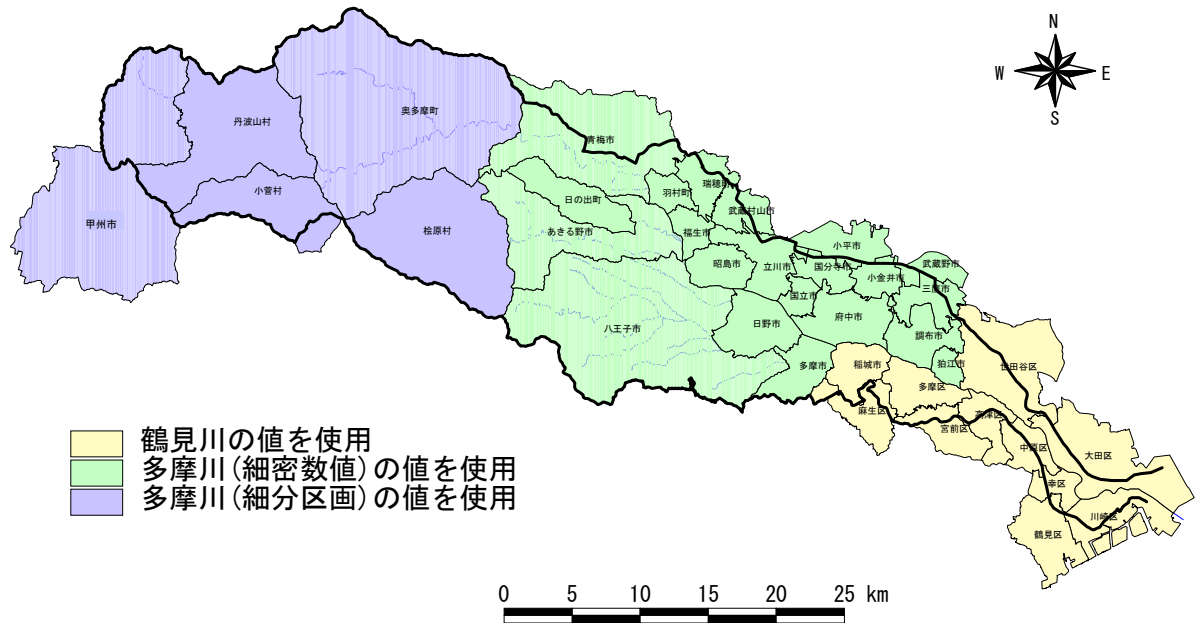 N
W E
S
奥多摩町
丹波山村
青梅市
小菅村
瑞穂町
羽村町
日の出町
武蔵村山市
甲州市
桧原村
あきる野市
福生市
小平市
昭島市
立川市
国分寺市
武蔵野市
小金井市
三鷹市
国立市
八王子市
日野市
府中市
調布市
多摩市
稲城市
狛江市
世田谷区
多摩区
麻生区
高津区
宮前区
中原区
大田区
幸区
川崎区
鶴見区
鶴見川の値を使用
多摩川(細密数値)の値を使用
多摩川(細分区画)の値を使用
0 5 10 15 20 25 km